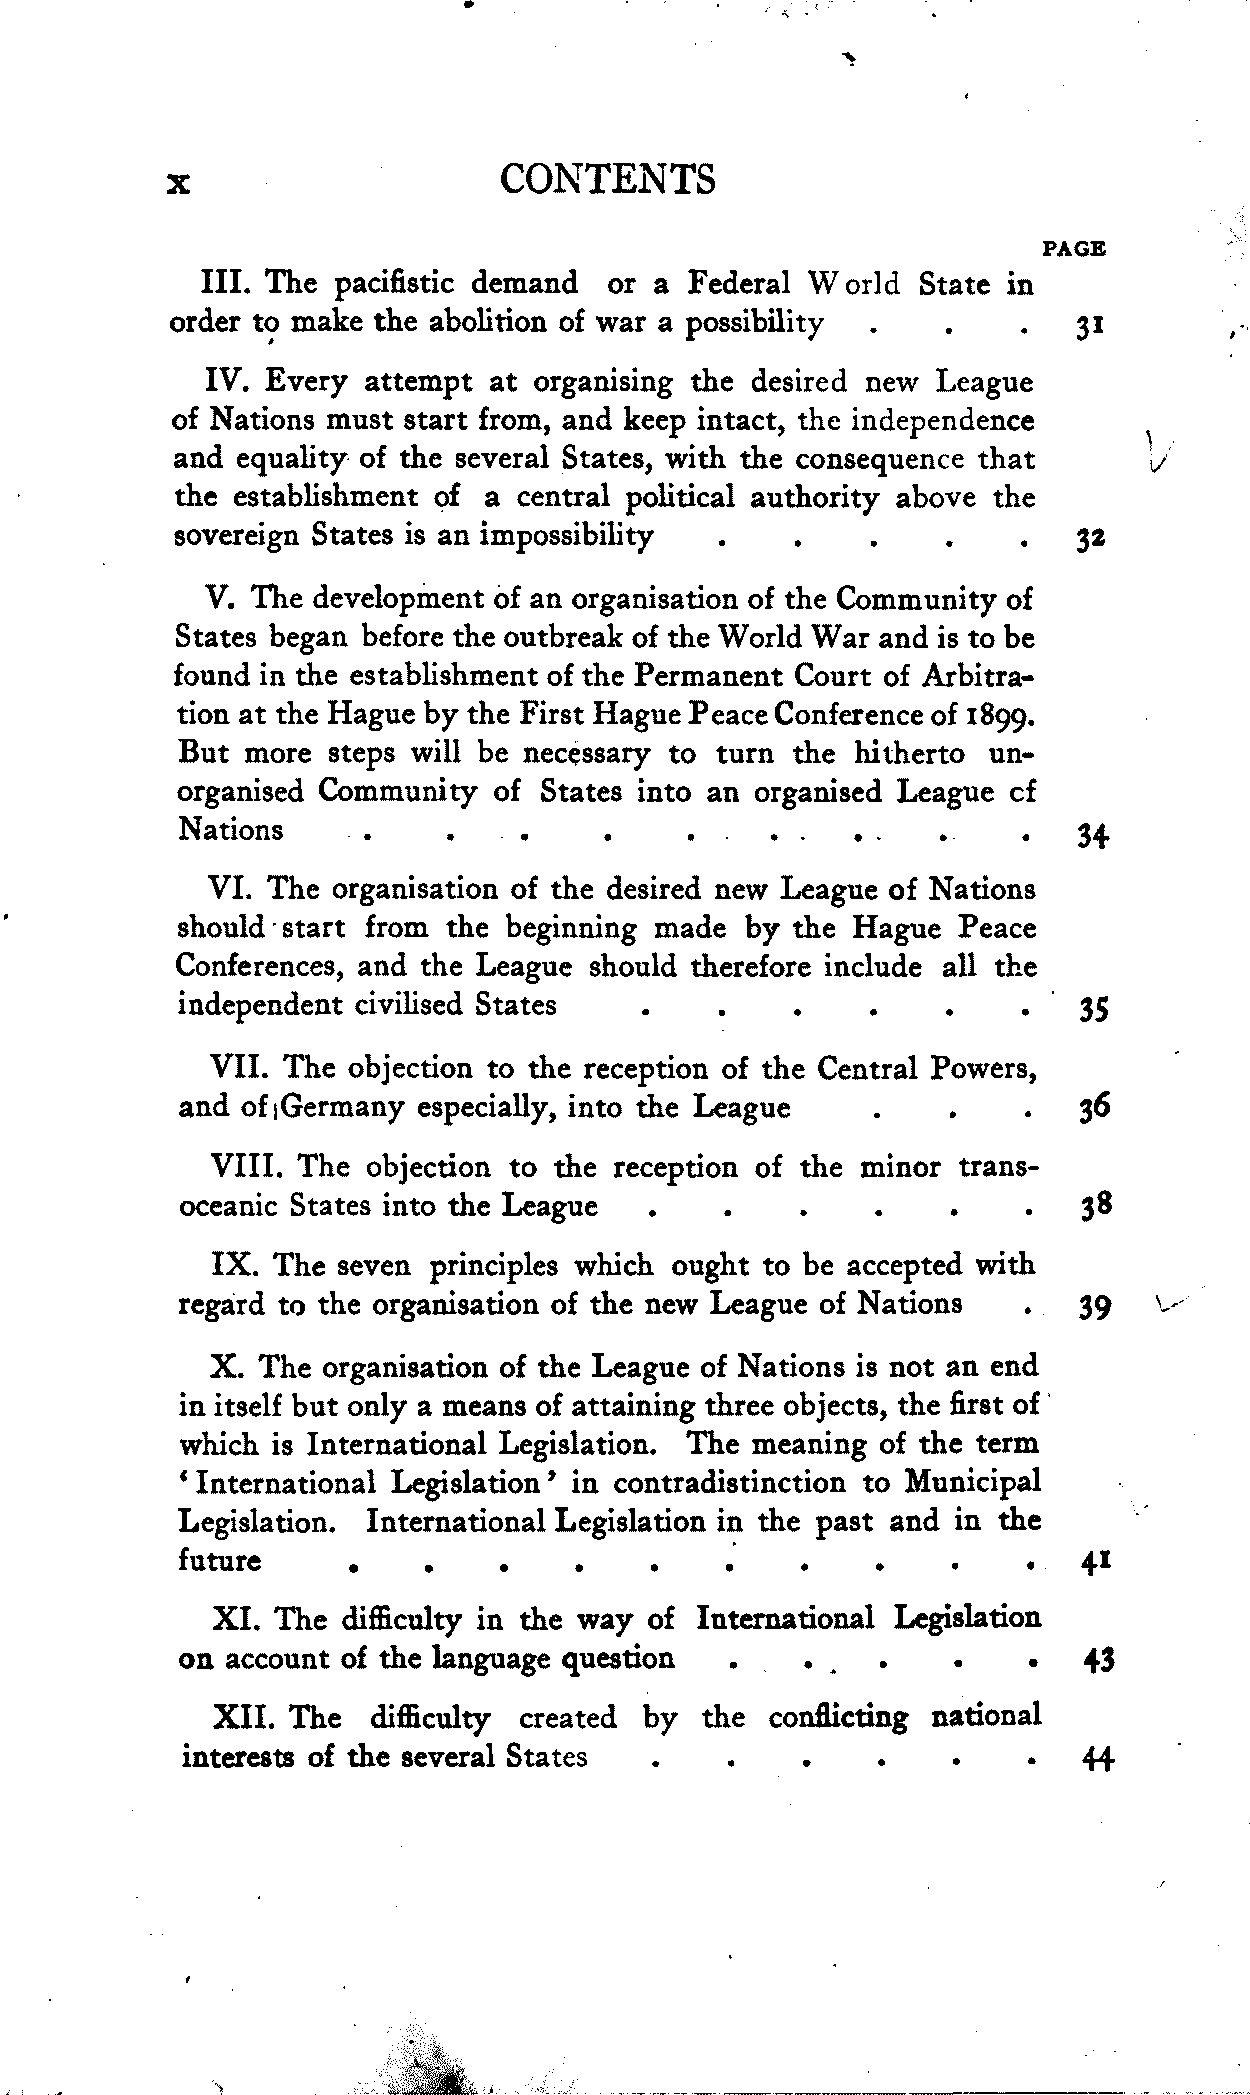 x CONTENTS
PAGE
III. The pacifistic demand or a Federal World State in
order to make the abolition of war a possibility . . . 31
IV. Every attempt at organising the desired new League
of Nations must start from, and keep intact, the independence
and equality of the several States, with the consequence that
the establishment of a central political authority above the
sovereign States is an impossibility . . . . . 32
V. The development of an organisation of the Community of
States began before the outbreak of the World War and is to be
found in the establishment of the Permanent Court of Arbitra-
tion at the Hague by the First Hague Peace Conference of 1899.
But more steps will be necessary to turn the hitherto un-
organised Community of States into an organised League cf
Nations . . . . . . . . . 34
VI. The organisation of the desired new League of Nations
should start from the beginning made by the Hague Peace
Conferences, and the League should therefore include all the
independent civilised States . . . . . . 35
VII. The objection to the reception of the Central Powers,
and of Germany especially, into the League . . . 36
VIII. The objection to the reception of the minor trans-
oceanic States into the League . . . . . . 38
IX. The seven principles which ought to be accepted with
regard to the organisation of the new League of Nations . 39
X. The organisation of the League of Nations is not an end
in itself but only a means of attaining three objects, the first of
which is International Legislation. The meaning of the term
‘International Legislation’ in contradistinction to Municipal
Legislation. International Legislation in the past and in the
future . . . . . . . . . . 41
XI. The difficulty in the way of International Legislation
on account of the language question . . . . . 43
XII. The difficulty created by the conflicting national
interests of the several States . . . . . . 44